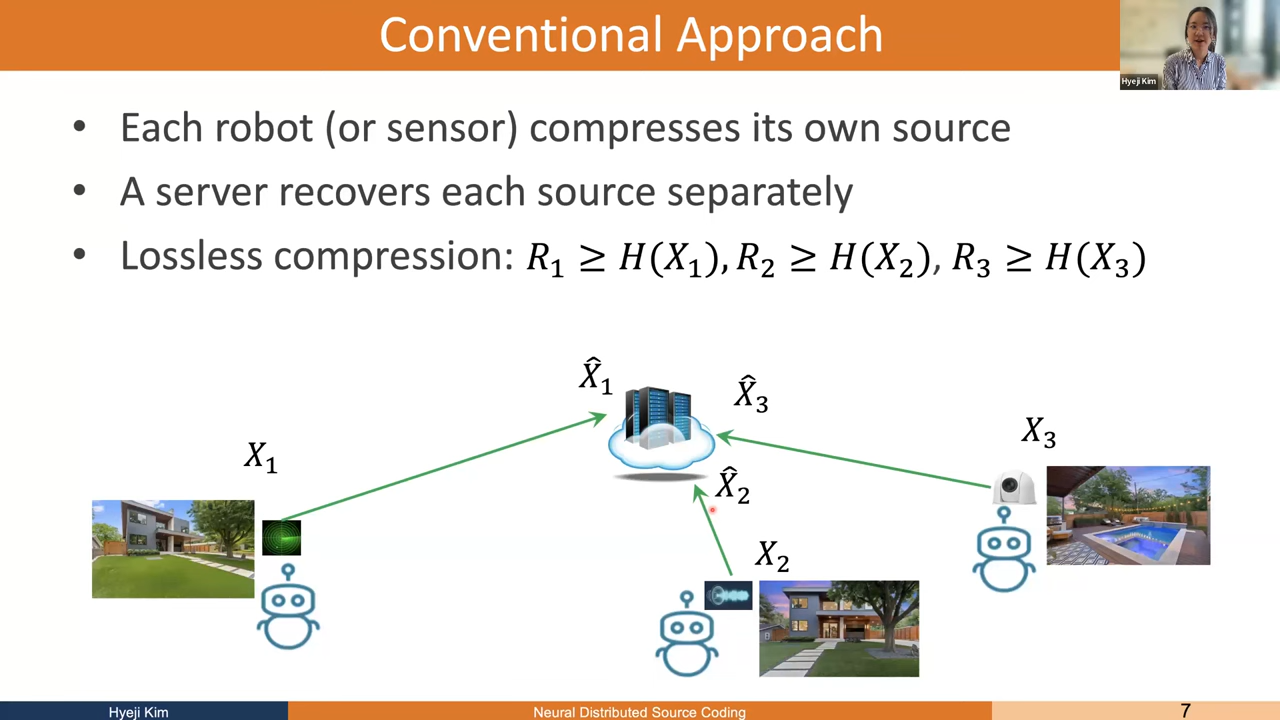 Conventional Approach
Hyeji Kim
• Each robot (or sensor) compresses its own source
• A server recovers each source separately
• Lossless compression: R₁ ≥ H(X₁), R₂ ≥ H(X₂), R₃ ≥ H(X₃)
X̂₁
X̂₃
X₃
X₁
X̂₂
X₂
Hyeji Kim
Neural Distributed Source Coding
7